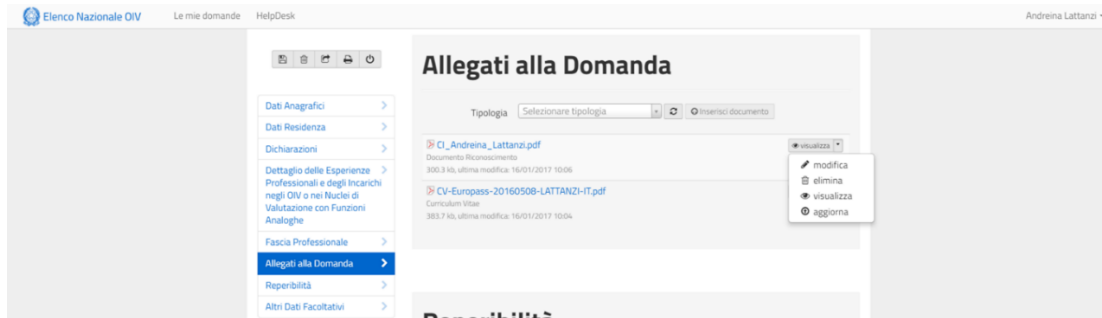 Elenco Nazionale OIV Le mie domande HelpDesk Andreina Lattanzi
Allegati alla Domanda
Tipologia Selezionare tipologia Inserisci documento
CI_Andreina_Lattanzi.pdf visualizza
Documento Riconoscimento
300.3 kb, ultima modifica: 16/01/2017 10:06
modifica
elimina
visualizza
aggiorna
CV-Europass-20160508-LATTANZI-IT.pdf
Curriculum Vitae
383.7 kb, ultima modifica: 16/01/2017 10:04
Dati Anagrafici
Dati Residenza
Dichiarazioni
Dettaglio delle Esperienze
Professionali e degli Incarichi
negli OIV o nei Nuclei di
Valutazione con Funzioni
Analoghe
Fascia Professionale
Allegati alla Domanda
Reperibilità
Altri Dati Facoltativi
Reperibilità